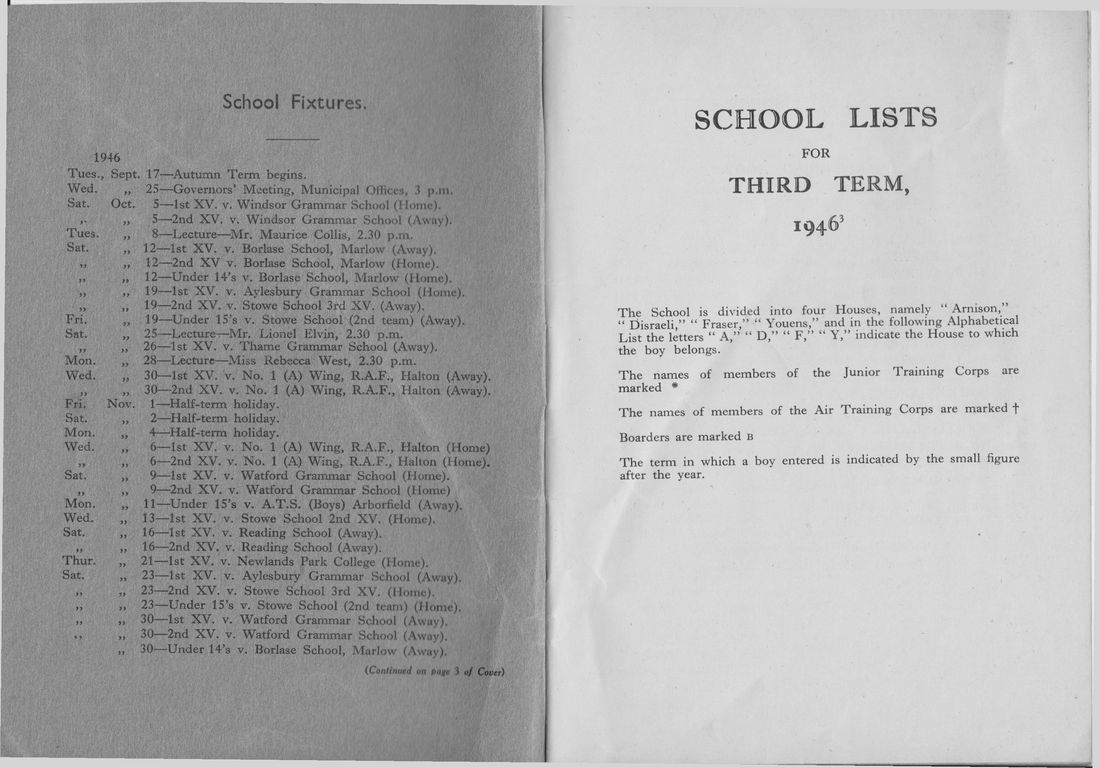 School Fixtures.
1946
Tues., Sept. 17—Autumn Term begins.
Wed. „ 25—Governors' Meeting, Municipal Offices, 3 p.m.
Sat. Oct. 5—1st XV. v. Windsor Grammar School (Home).
„ „ 5—2nd XV. v. Windsor Grammar School (Away).
Tues. „ 8—Lecture—Mr. Maurice Collis, 2.30 p.m.
Sat. „ 12—1st XV. v. Borlase School, Marlow (Away).
„ „ 12—2nd XV v. Borlase School, Marlow (Home).
„ „ 12—Under 14's v. Borlase School, Marlow (Home).
„ „ 19—1st XV. v. Aylesbury Grammar School (Home).
„ „ 19—2nd XV. v. Stowe School 3rd XV. (Away).
Fri. „ 19—Under 15's v. Stowe School (2nd team) (Away).
Sat. „ 25—Lecture—Mr. Lionel Elvin, 2.30 p.m.
„ „ 26—1st XV. v. Thame Grammar School (Away).
Mon. „ 28—Lecture—Miss Rebecca West, 2.30 p.m.
Wed. „ 30—1st XV. v. No. 1 (A) Wing, R.A.F., Halton (Away).
„ „ 30—2nd XV. v. No. 1 (A) Wing, R.A.F., Halton (Away).
Fri. Nov. 1—Half-term holiday.
Sat. „ 2—Half-term holiday.
Mon. „ 4—Half-term holiday.
Wed. „ 6—1st XV. v. No. 1 (A) Wing, R.A.F., Halton (Home)
„ „ 6—2nd XV. v. No. 1 (A) Wing, R.A.F., Halton (Home).
Sat. „ 9—1st XV. v. Watford Grammar School (Home).
„ „ 9—2nd XV. v. Watford Grammar School (Home)
Mon. „ 11—Under 15's v. A.T.S. (Boys) Arborfield (Away).
Wed. „ 13—1st XV. v. Stowe School 2nd XV. (Home).
Sat. „ 16—1st XV. v. Reading School (Away).
„ „ 16—2nd XV. v. Reading School (Away).
Thur. „ 21—1st XV. v. Newlands Park College (Home).
Sat. „ 23—1st XV. v. Aylesbury Grammar School (Away).
„ „ 23—2nd XV. v. Stowe School 3rd XV. (Home).
„ „ 23—Under 15's v. Stowe School (2nd team) (Home).
„ „ 30—1st XV. v. Watford Grammar School (Away).
„ „ 30—2nd XV. v. Watford Grammar School (Away).
„ 30—Under 14's v. Borlase School, Marlow (Away).
(Continued on page 3 of Cover)
SCHOOL LISTS
FOR
THIRD TERM,
1946³
The School is divided into four Houses, namely “ Arnison,”
“ Disraeli,” “ Fraser,” “ Youens,” and in the following Alphabetical
List the letters “ A,” “ D,” “ F,” “ Y,” indicate the House to which
the boy belongs.
The names of members of the Junior Training Corps are
marked *
The names of members of the Air Training Corps are marked †
Boarders are marked B
The term in which a boy entered is indicated by the small figure
after the year.